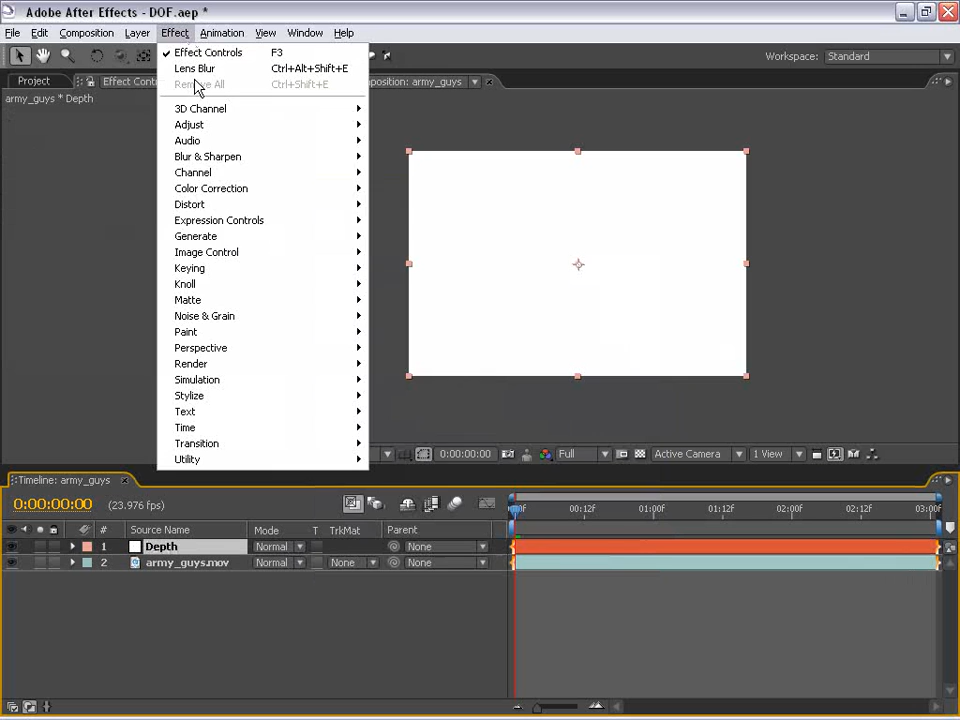 Adobe After Effects - DOF.aep *
File Edit Composition Layer Effect Animation View Window Help
Workspace: Standard
Project
army_guys * Depth
position: army_guys
Effect Controls F3
Lens Blur Ctrl+Alt+Shift+E
Remove All Ctrl+Shift+E
3D Channel
Adjust
Audio
Blur & Sharpen
Channel
Color Correction
Distort
Expression Controls
Generate
Image Control
Keying
Knoll
Matte
Noise & Grain
Paint
Perspective
Render
Simulation
Stylize
Text
Time
Transition
Utility
0:00:00:00 Full Active Camera 1 View
Timeline: army_guys
0:00:00:00 (23.976 fps)
00:12F 01:00F 01:12F 02:00F 02:12F 03:00F
# Source Name Mode T TrkMat Parent
1 Depth Normal None
2 army_guys.mov Normal None None